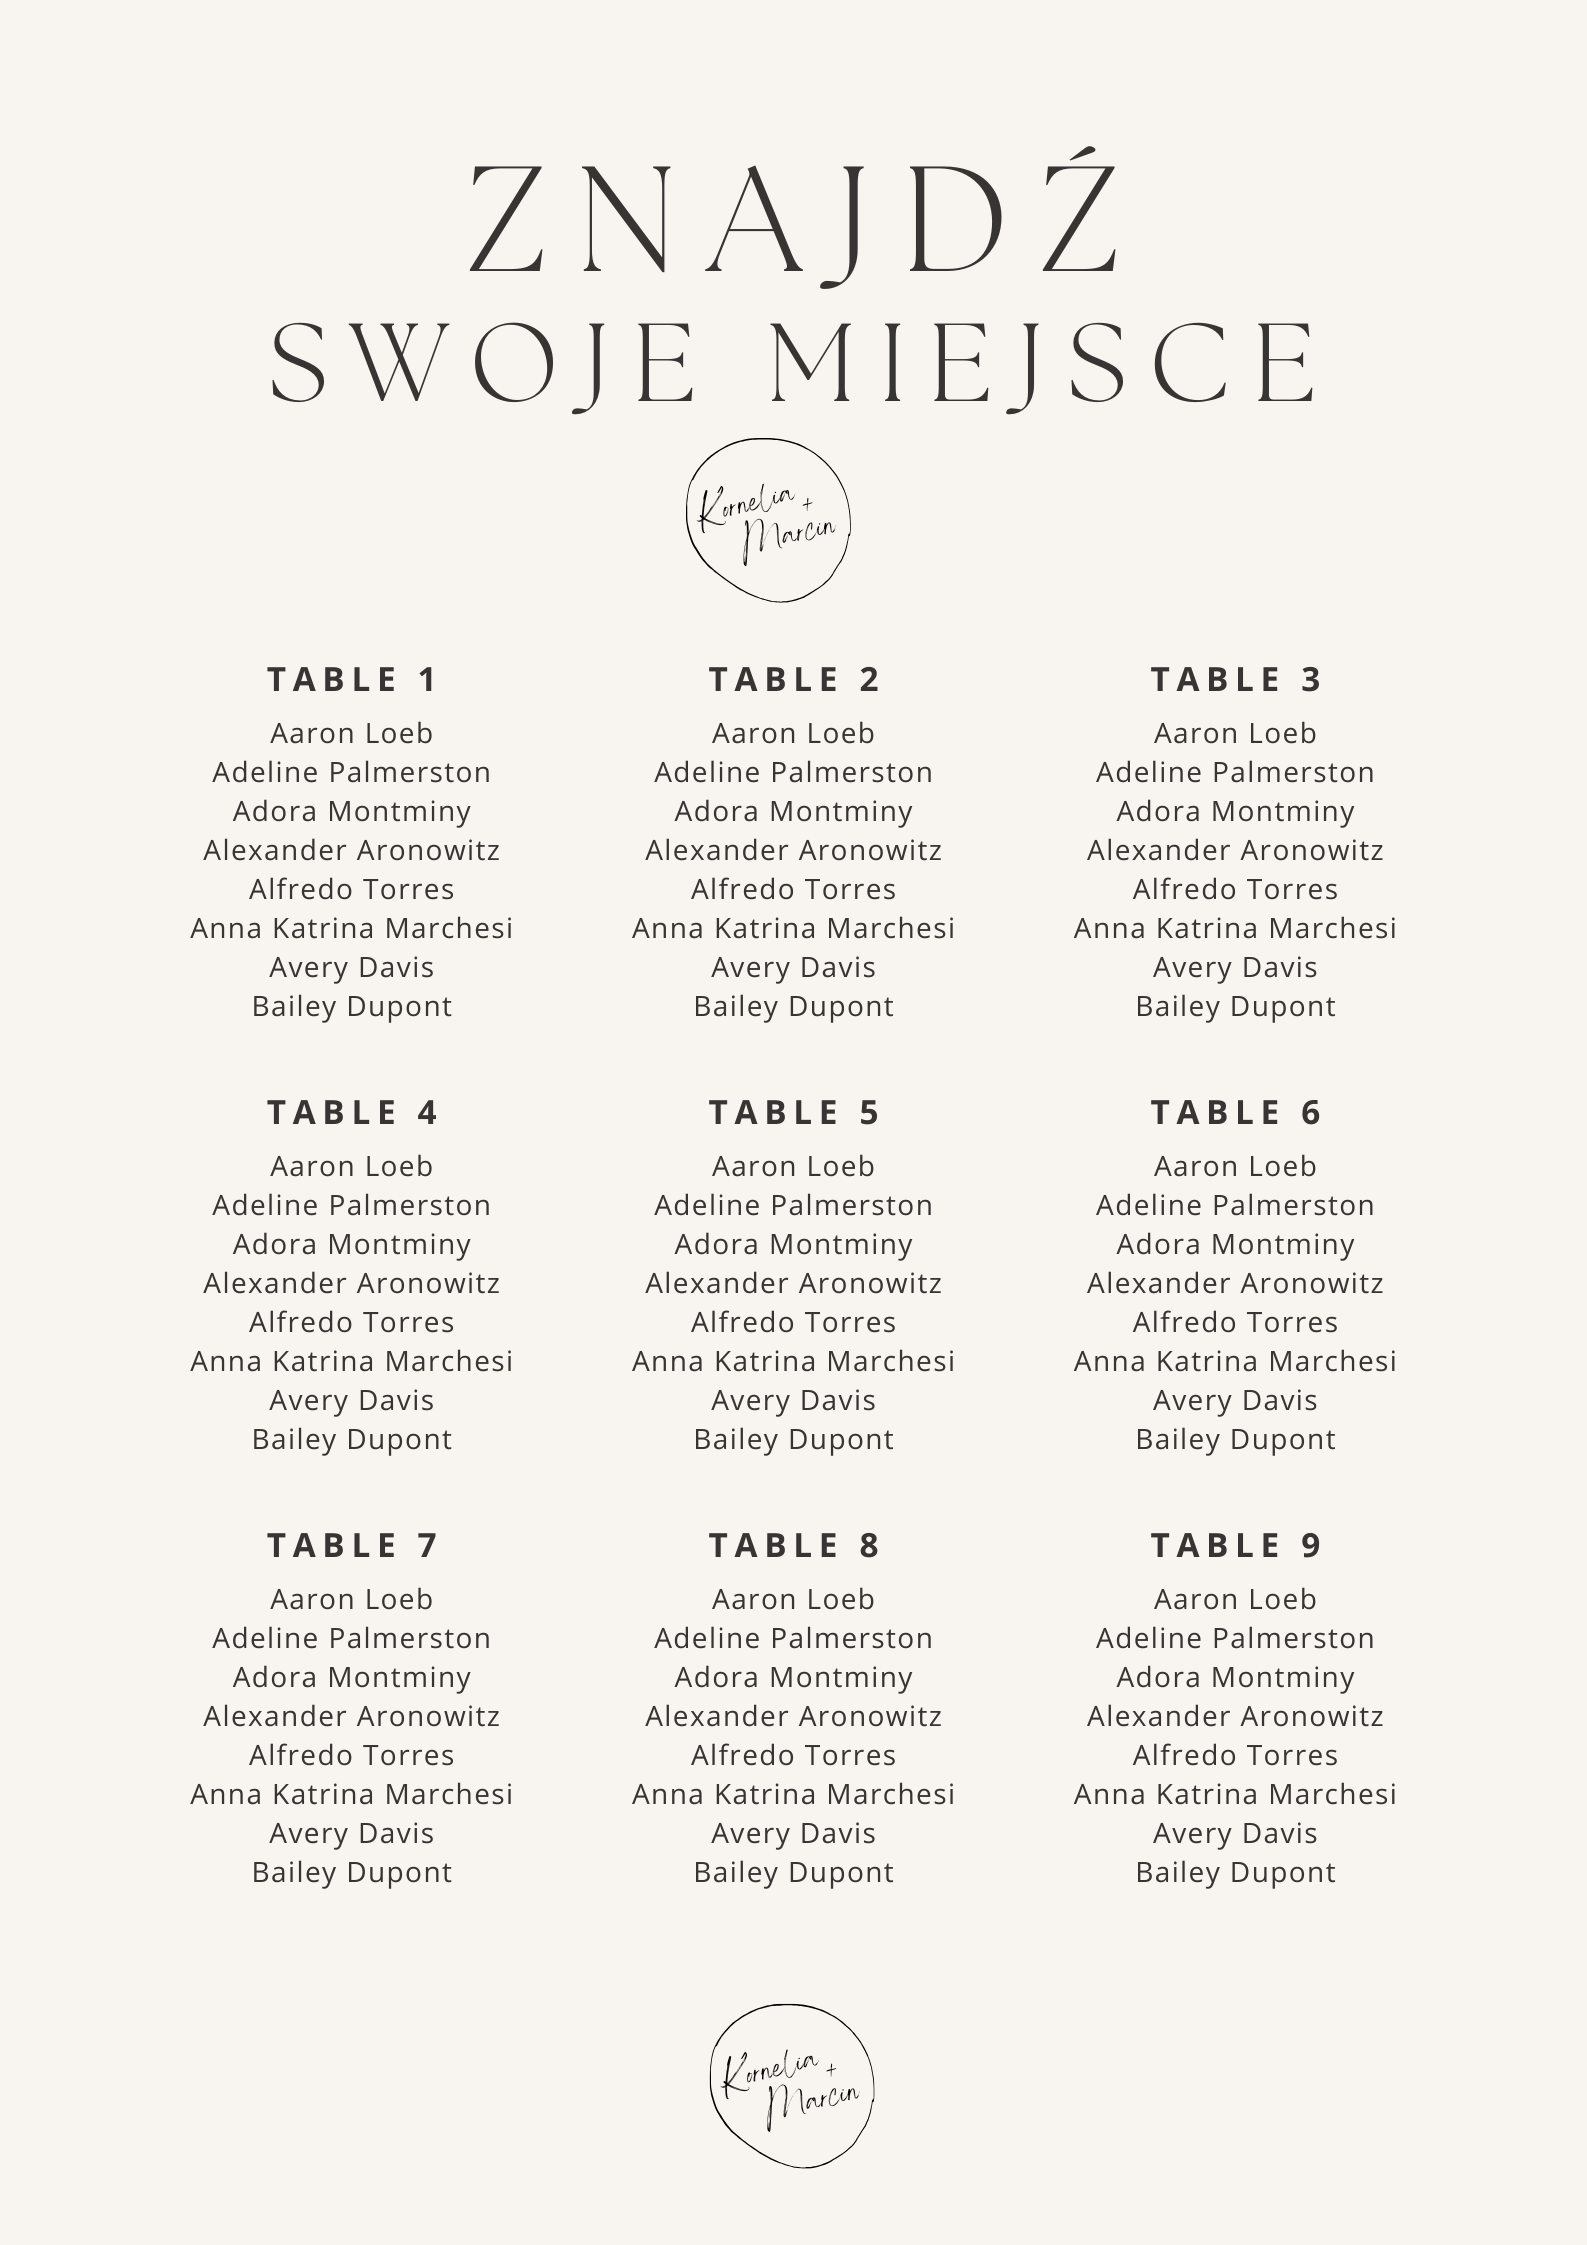 ZNAJDŹ
SWOJE MIEJSCE
Kornelia +
Marcin
TABLE 1
Aaron Loeb
Adeline Palmerston
Adora Montminy
Alexander Aronowitz
Alfredo Torres
Anna Katrina Marchesi
Avery Davis
Bailey Dupont
TABLE 2
Aaron Loeb
Adeline Palmerston
Adora Montminy
Alexander Aronowitz
Alfredo Torres
Anna Katrina Marchesi
Avery Davis
Bailey Dupont
TABLE 3
Aaron Loeb
Adeline Palmerston
Adora Montminy
Alexander Aronowitz
Alfredo Torres
Anna Katrina Marchesi
Avery Davis
Bailey Dupont
TABLE 4
Aaron Loeb
Adeline Palmerston
Adora Montminy
Alexander Aronowitz
Alfredo Torres
Anna Katrina Marchesi
Avery Davis
Bailey Dupont
TABLE 5
Aaron Loeb
Adeline Palmerston
Adora Montminy
Alexander Aronowitz
Alfredo Torres
Anna Katrina Marchesi
Avery Davis
Bailey Dupont
TABLE 6
Aaron Loeb
Adeline Palmerston
Adora Montminy
Alexander Aronowitz
Alfredo Torres
Anna Katrina Marchesi
Avery Davis
Bailey Dupont
TABLE 7
Aaron Loeb
Adeline Palmerston
Adora Montminy
Alexander Aronowitz
Alfredo Torres
Anna Katrina Marchesi
Avery Davis
Bailey Dupont
TABLE 8
Aaron Loeb
Adeline Palmerston
Adora Montminy
Alexander Aronowitz
Alfredo Torres
Anna Katrina Marchesi
Avery Davis
Bailey Dupont
TABLE 9
Aaron Loeb
Adeline Palmerston
Adora Montminy
Alexander Aronowitz
Alfredo Torres
Anna Katrina Marchesi
Avery Davis
Bailey Dupont
Kornelia +
Marcin